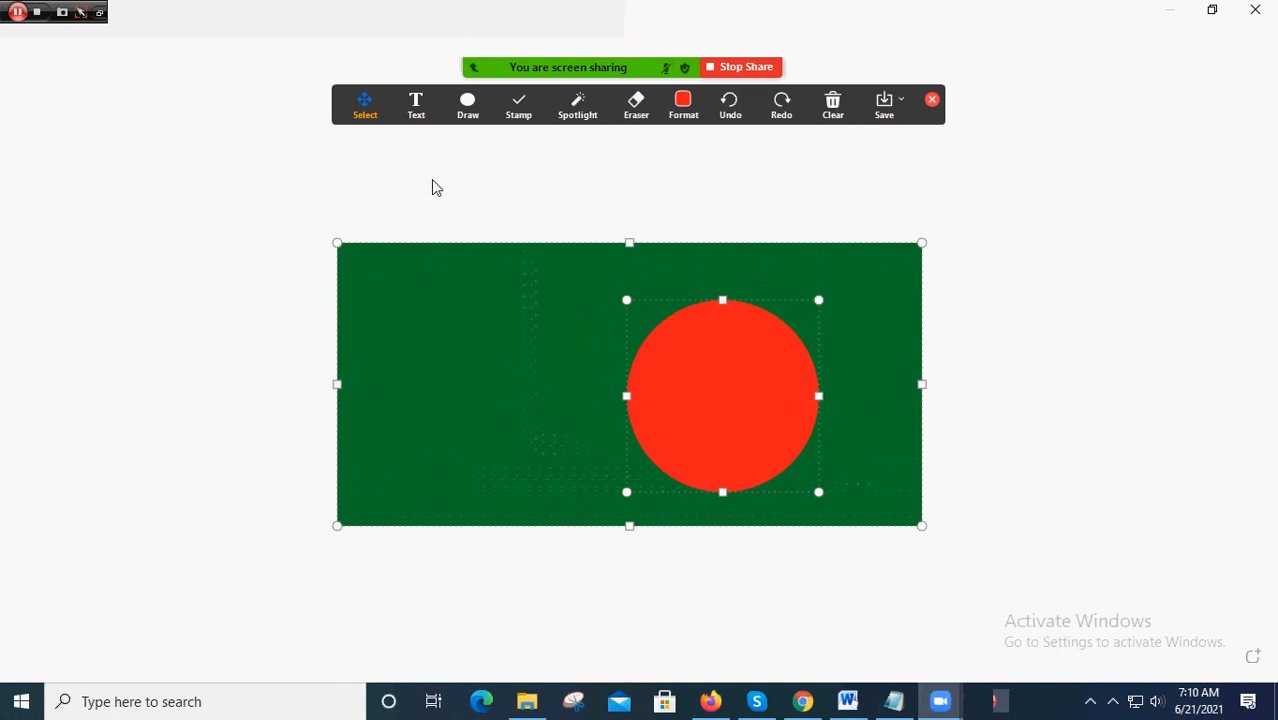 You are screen sharing
Stop Share
Select
Text
Draw
Stamp
Spotlight
Eraser
Format
Undo
Redo
Clear
Save
Activate Windows
Go to Settings to activate Windows.
Type here to search
7:10 AM
6/21/2021